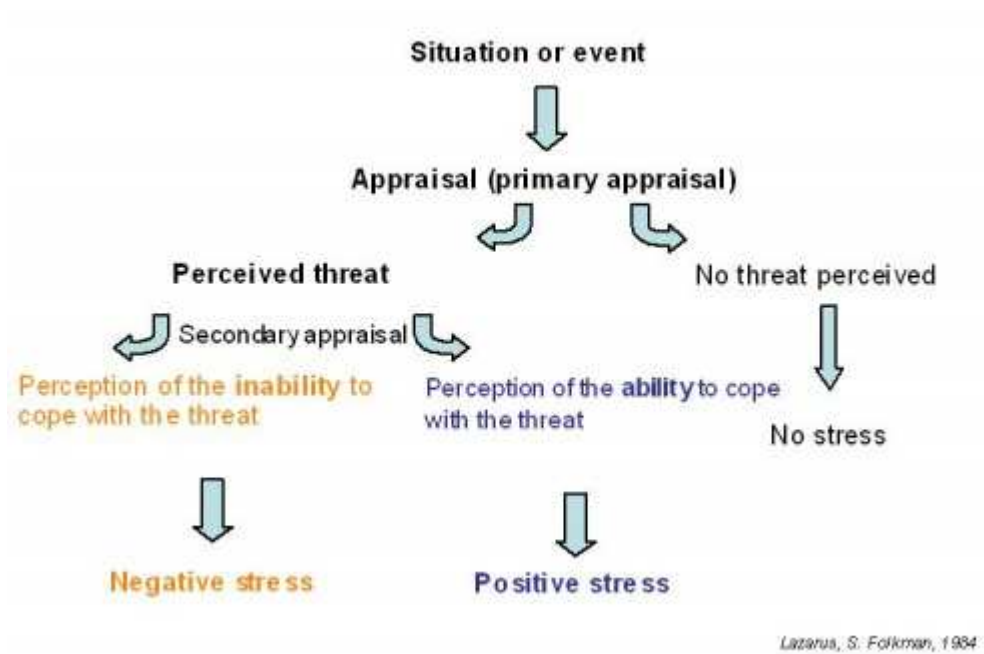 Situation or event
Appraisal (primary appraisal)
Perceived threat
No threat perceived
Secondary appraisal
Perception of the inability to
cope with the threat
Perception of the ability to cope
with the threat
No stress
Negative stress
Positive stress
Lazarus, S. Folkman, 1984